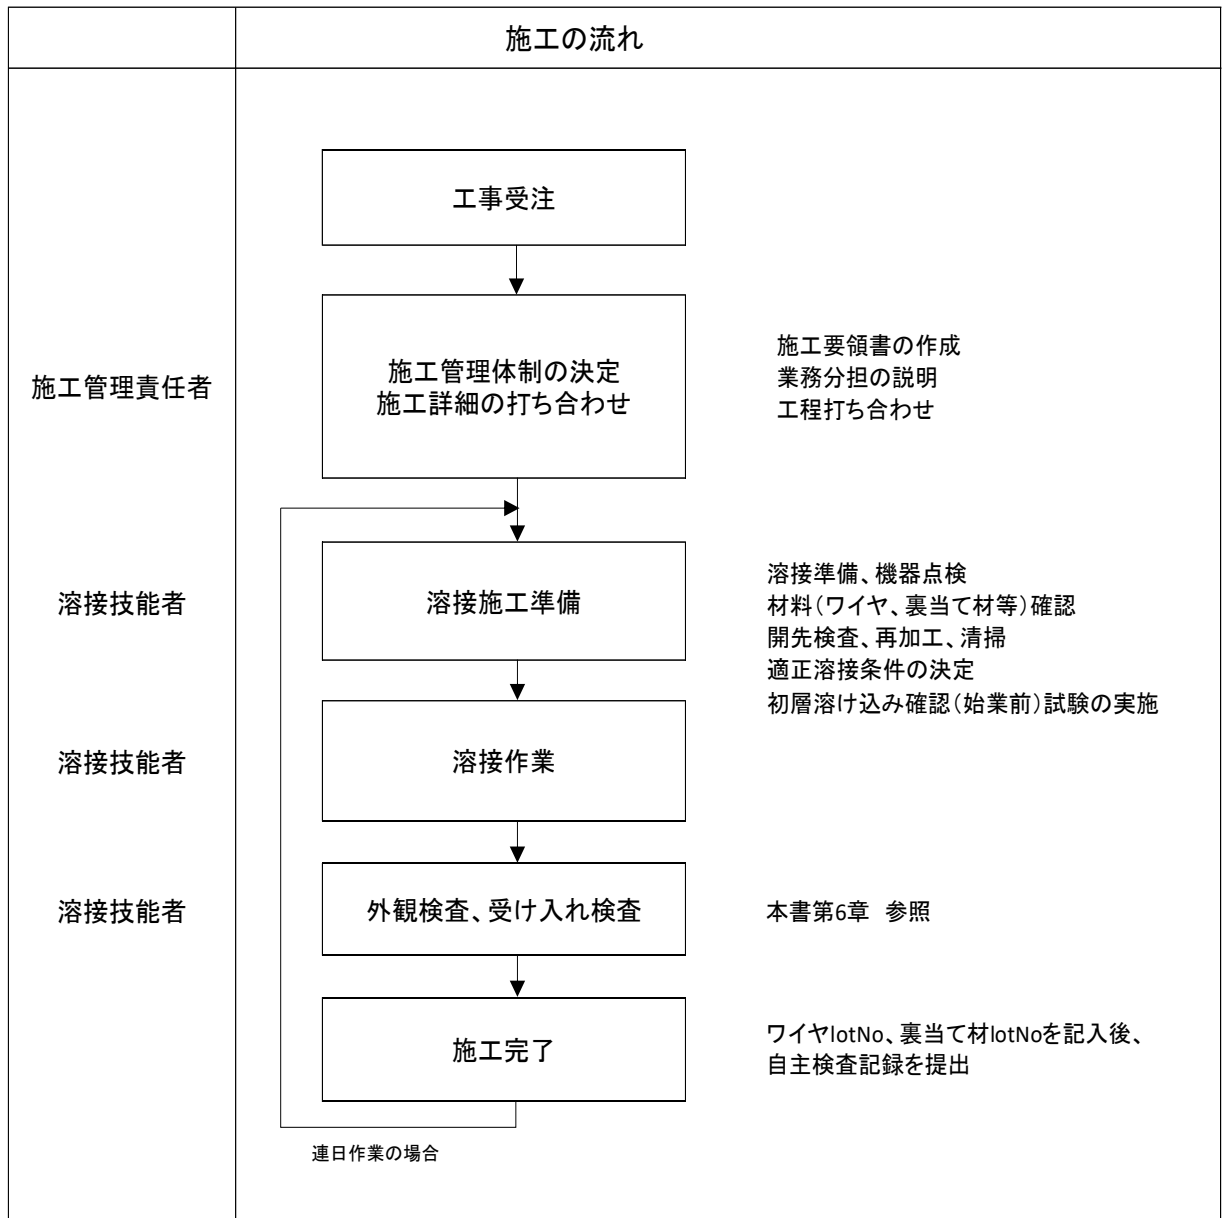 施工の流れ
工事受注
施工管理責任者
施工管理体制の決定
施工詳細の打ち合わせ
施工要領書の作成
業務分担の説明
工程打ち合わせ
溶接技能者
溶接施工準備
溶接準備、機器点検
材料(ワイヤ、裏当て材等)確認
開先検査、再加工、清掃
適正溶接条件の決定
初層溶け込み確認(始業前)試験の実施
溶接技能者
溶接作業
溶接技能者
外観検査、受け入れ検査
本書第6章 参照
施工完了
ワイヤlotNo、裏当て材lotNoを記入後、
自主検査記録を提出
連日作業の場合